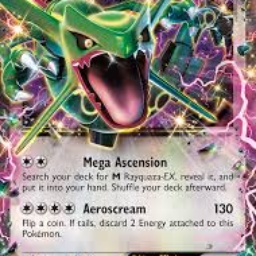 Mega Ascension
Search your deck for M Rayquaza-EX, reveal it, and
put it into your hand. Shuffle your deck afterward.
Aeroscream 130
Flip a coin. If tails, discard 2 Energy attached to this
Pokémon.